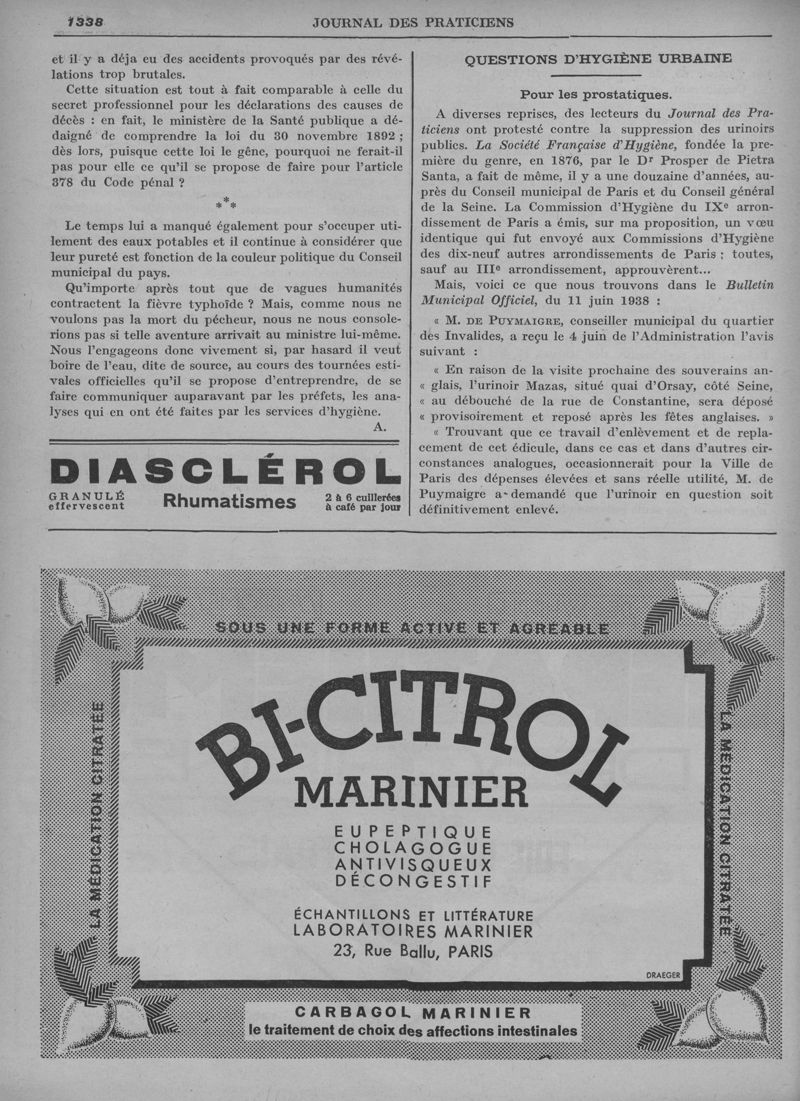 1338
JOURNAL DES PRATICIENS
et il y a déja eu des accidents provoqués par des révé-
lations trop brutales.
Cette situation est tout à fait comparable à celle du
secret professionnel pour les déclarations des causes de
décès : en fait, le ministère de la Santé publique a dé-
daigné de comprendre la loi du 30 novembre 1892 ;
dès lors, puisque cette loi le gêne, pourquoi ne ferait-il
pas pour elle ce qu'il se propose de faire pour l'article
378 du Code pénal ?
***
Le temps lui a manqué également pour s'occuper uti-
lement des eaux potables et il continue à considérer que
leur pureté est fonction de la couleur politique du Conseil
municipal du pays.
Qu'importe après tout que de vagues humanités
contractent la fièvre typhoïde ? Mais, comme nous ne
voulons pas la mort du pécheur, nous ne nous console-
rions pas si telle aventure arrivait au ministre lui-même.
Nous l'engageons donc vivement si, par hasard il veut
boire de l'eau, dite de source, au cours des tournées esti-
vales officielles qu'il se propose d'entreprendre, de se
faire communiquer auparavant par les préfets, les ana-
lyses qui en ont été faites par les services d'hygiène.
A.
DIASCLÉROL
GRANULÉ
effervescent
Rhumatismes
2 à 6 cuillerées
à café par jour
QUESTIONS D'HYGIÈNE URBAINE
Pour les prostatiques.
A diverses reprises, des lecteurs du Journal des Pra-
ticiens ont protesté contre la suppression des urinoirs
publics. La Société Française d'Hygiène, fondée la pre-
mière du genre, en 1876, par le Dr Prosper de Pietra
Santa, a fait de même, il y a une douzaine d'années, au-
près du Conseil municipal de Paris et du Conseil général
de la Seine. La Commission d'Hygiène du IXe arron-
dissement de Paris a émis, sur ma proposition, un vœu
identique qui fut envoyé aux Commissions d'Hygiène
des dix-neuf autres arrondissements de Paris ; toutes,
sauf au IIIe arrondissement, approuvèrent...
Mais, voici ce que nous trouvons dans le Bulletin
Municipal Officiel, du 11 juin 1938 :
« M. DE PUYMAIGRE, conseiller municipal du quartier
des Invalides, a reçu le 4 juin de l'Administration l'avis
suivant :
« En raison de la visite prochaine des souverains an-
« glais, l'urinoir Mazas, situé quai d'Orsay, côté Seine,
« au débouché de la rue de Constantine, sera déposé
« provisoirement et reposé après les fêtes anglaises. »
« Trouvant que ce travail d'enlèvement et de repla-
cement de cet édicule, dans ce cas et dans d'autres cir-
constances analogues, occasionnerait pour la Ville de
Paris des dépenses élevées et sans réelle utilité, M. de
Puymaigre a demandé que l'urinoir en question soit
définitivement enlevé.
SOUS UNE FORME ACTIVE ET AGRÉABLE
LA MÉDICATION CITRATÉE
BI-CITROL
MARINIER
EUPEPTIQUE
CHOLAGOGUE
ANTIVISQUEUX
DÉCONGESTIF
ÉCHANTILLONS ET LITTÉRATURE
LABORATOIRES MARINIER
23, Rue Ballu, PARIS
DRAEGER
LA MÉDICATION CITRATÉE
CARBAGOL MARINIER
le traitement de choix des affections intestinales